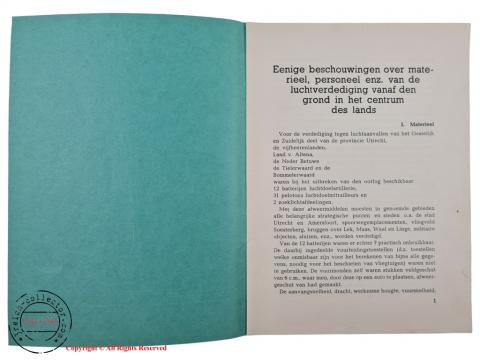 Eenige beschouwingen over mate-
rieel, personeel enz. van de
luchtverdediging vanaf den
grond in het centrum
des lands
I. Materieel
Voor de verdediging tegen luchtaanvallen van het Oostelijk
en Zuidelijk deel van de provincie Utrecht,
de vijfheerenlanden,
Land v. Altena,
de Neder Betuwe
de Tielerwaard en de
Bommelerwaard
waren bij het uitbreken van den oorlog beschikbaar
12 batterijen luchtdoelartillerie,
31 pelotons luchtdoelmitrailleurs en
2 zoeklichtafdeelingen.
Met deze afweermiddelen moesten in genoemde gebieden
alle belangrijke strategische punten en steden o.a. de stad
Utrecht en Amersfoort, spoorwegemplacementen, vliegveld
Soesterberg, bruggen over Lek, Maas, Waal en Linge, militaire
objecten, sluizen, enz., worden verdedigd.
Van de 12 batterijen waren er echter 7 practisch onbruikbaar.
De daarbij ingedeelde vuurleidingstoestellen (d.z. toestellen
welke onmisbaar zijn voor het berekenen van bijna alle gege-
vens, noodig voor het beschieten van vliegtuigen) waren niet
te gebruiken. De vuurmonden zelf waren stukken veldgeschut
van 6 c.m., waar men, door deze op een auto te plaatsen, afweer-
geschut van had gemaakt.
De aanvangssnelheid, dracht, werkzame hoogte, vuursnelheid,
1
reich-collector.com
Copyright © All Rights Reserved